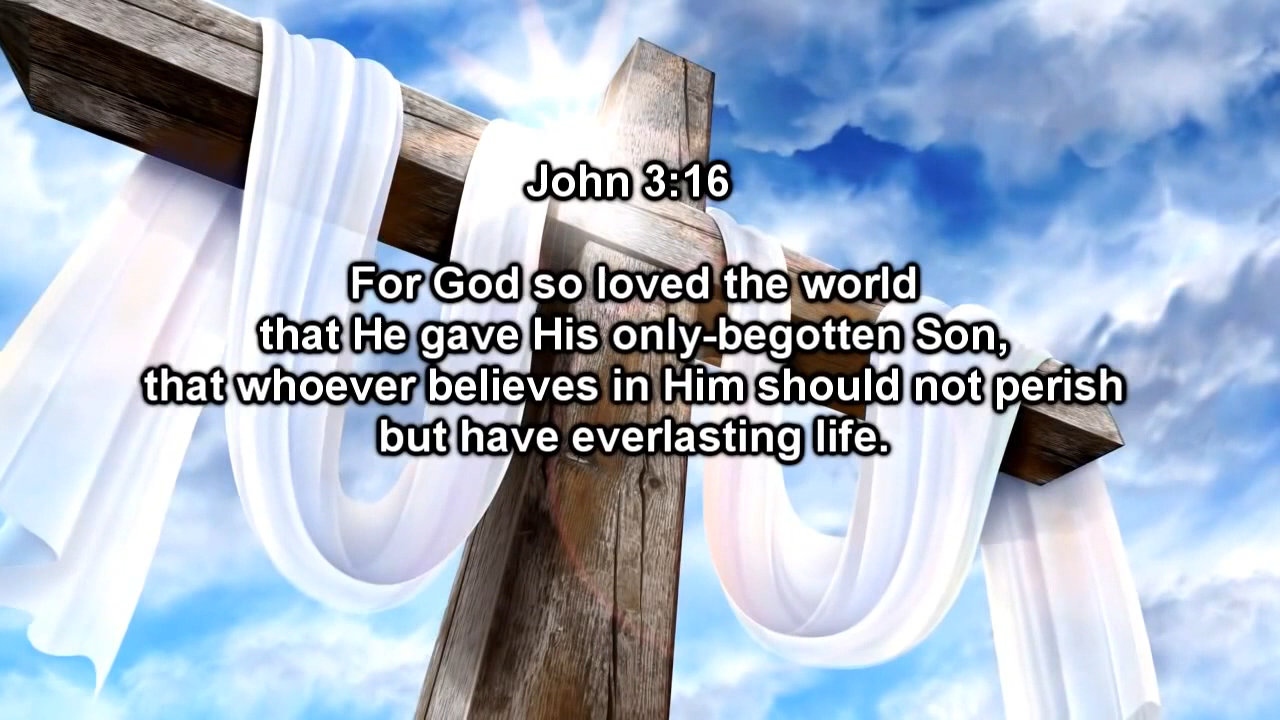 John 3:16
For God so loved the world
that He gave His only-begotten Son,
that whoever believes in Him should not perish
but have everlasting life.